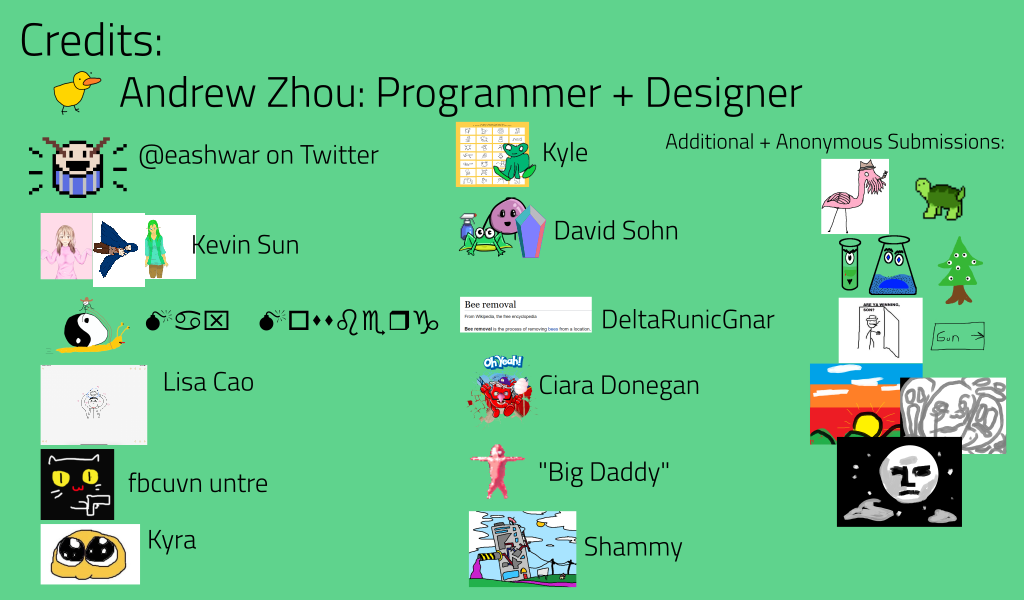 Credits:
Andrew Zhou: Programmer + Designer
@eashwar on Twitter
Kevin Sun
💣♋⌧ 💣□⬧⬧♌♏❒♑
Lisa Cao
fbcuvn untre
Kyra
Kyle
David Sohn
Bee removal
From Wikipedia, the free encyclopedia
Bee removal is the process of removing bees from a location.
DeltaRunicGnar
Oh Yeah!
Ciara Donegan
"Big Daddy"
Shammy
Additional + Anonymous Submissions:
ARE YA WINNING,
SON?
Gun